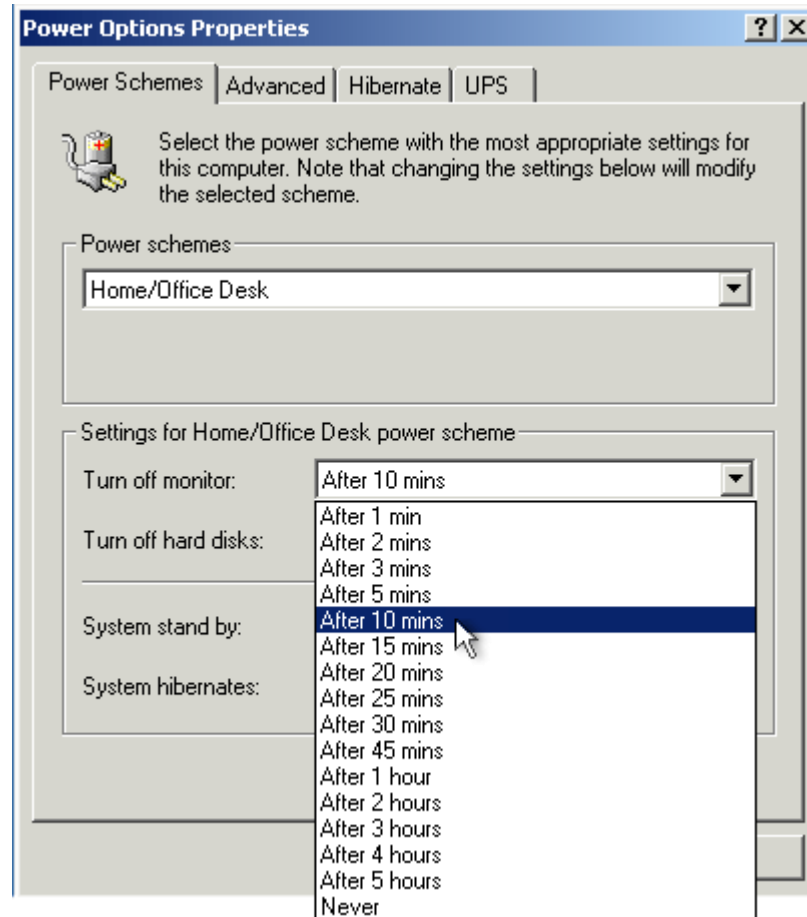 Power Options Properties
Power Schemes Advanced Hibernate UPS
Select the power scheme with the most appropriate settings for
this computer. Note that changing the settings below will modify
the selected scheme.
Power schemes
Home/Office Desk
Settings for Home/Office Desk power scheme
Turn off monitor: After 10 mins
After 1 min
After 2 mins
Turn off hard disks:
After 3 mins
After 5 mins
After 10 mins
System stand by:
After 15 mins
After 20 mins
System hibernates:
After 25 mins
After 30 mins
After 45 mins
After 1 hour
After 2 hours
After 3 hours
After 4 hours
After 5 hours
Never